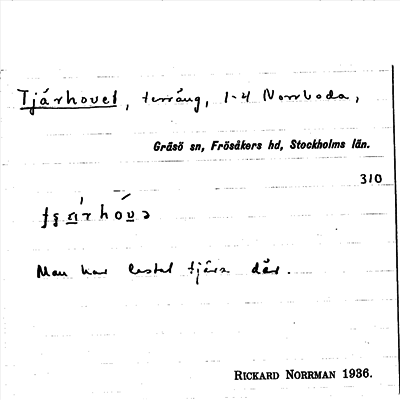 Tjärhovet, terräng, 1-4 Norrboda,
Gräsö sn, Frösåkers hd, Stockholms län.
310
Man har lastat tjära där.
RICKARD NORRMAN 1936.